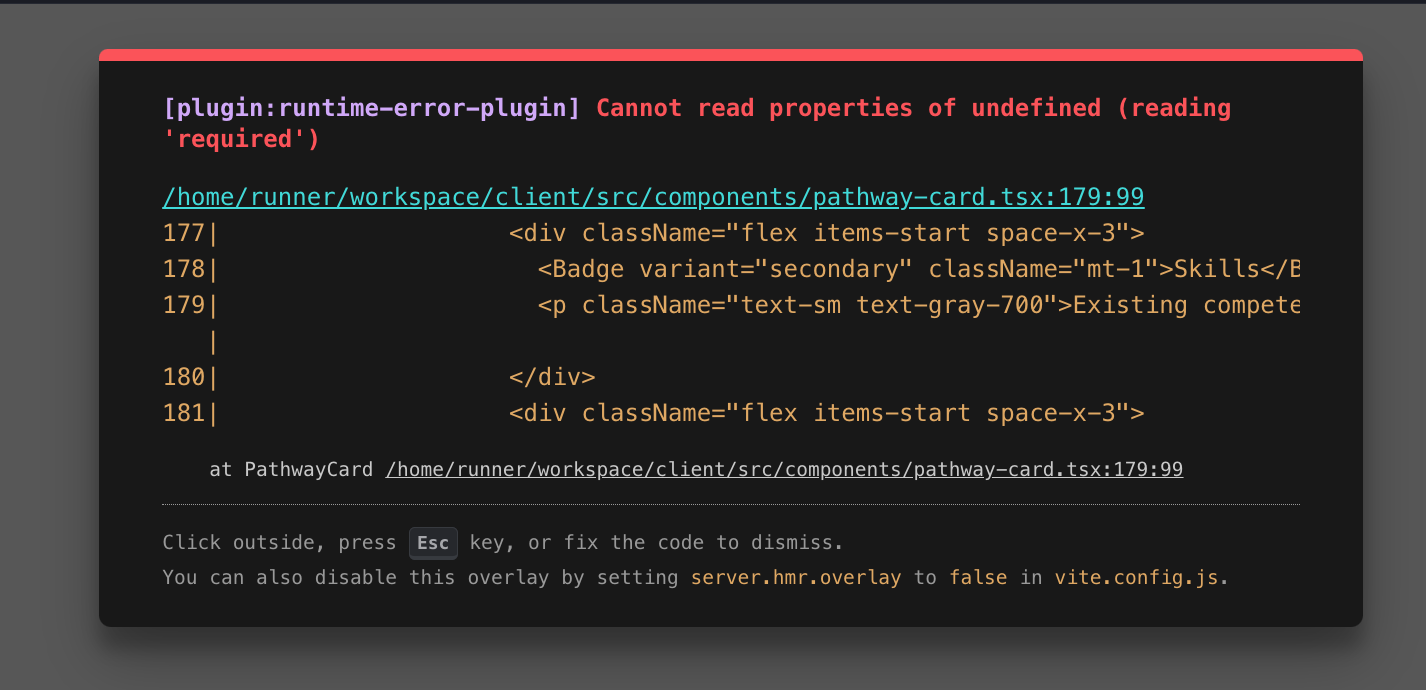 [plugin:runtime-error-plugin] Cannot read properties of undefined (reading
'required')
/home/runner/workspace/client/src/components/pathway-card.tsx:179:99
177|                    <div className="flex items-start space-x-3">
178|                      <Badge variant="secondary" className="mt-1">Skills</B
179|                      <p className="text-sm text-gray-700">Existing compete
|
180|                    </div>
181|                    <div className="flex items-start space-x-3">
at PathwayCard /home/runner/workspace/client/src/components/pathway-card.tsx:179:99
Click outside, press Esc key, or fix the code to dismiss.
You can also disable this overlay by setting server.hmr.overlay to false in vite.config.js.